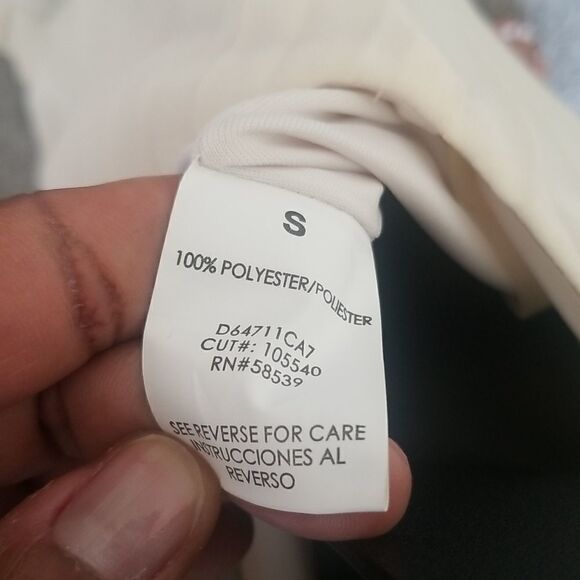 S
100% POLYESTER/POLIESTER
D64711CA7
CUT#: 105540
RN#58539
SEE REVERSE FOR CARE
INSTRUCCIONES AL
REVERSO